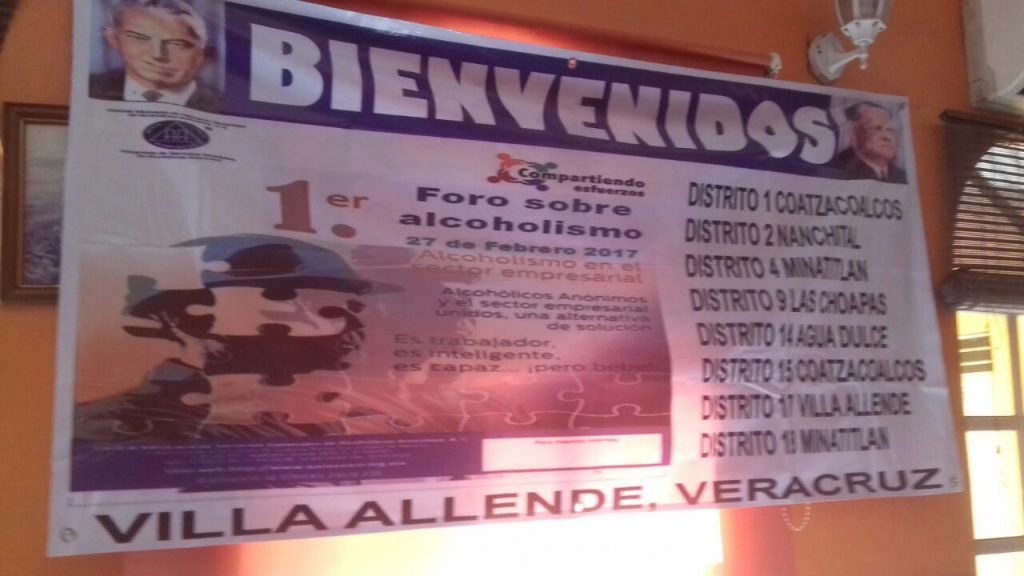 BIENVENIDOS
Compartiendo
esfuerzos
1.er
Foro sobre
alcoholismo
27 de Febrero 2017
Alcoholismo en el
sector empresarial
Alcohólicos Anónimos
y el sector empresarial
unidos, una alternativa
de solución
Es trabajador,
es inteligente,
es capaz... ¡pero bebe!
DISTRITO 1 COATZACOALCOS
DISTRITO 2 NANCHITAL
DISTRITO 4 MINATITLAN
DISTRITO 9 LAS CHOAPAS
DISTRITO 14 AGUA DULCE
DISTRITO 15 COATZACOALCOS
DISTRITO 17 VILLA ALLENDE
DISTRITO 18 MINATITLAN
VILLA ALLENDE, VERACRUZ